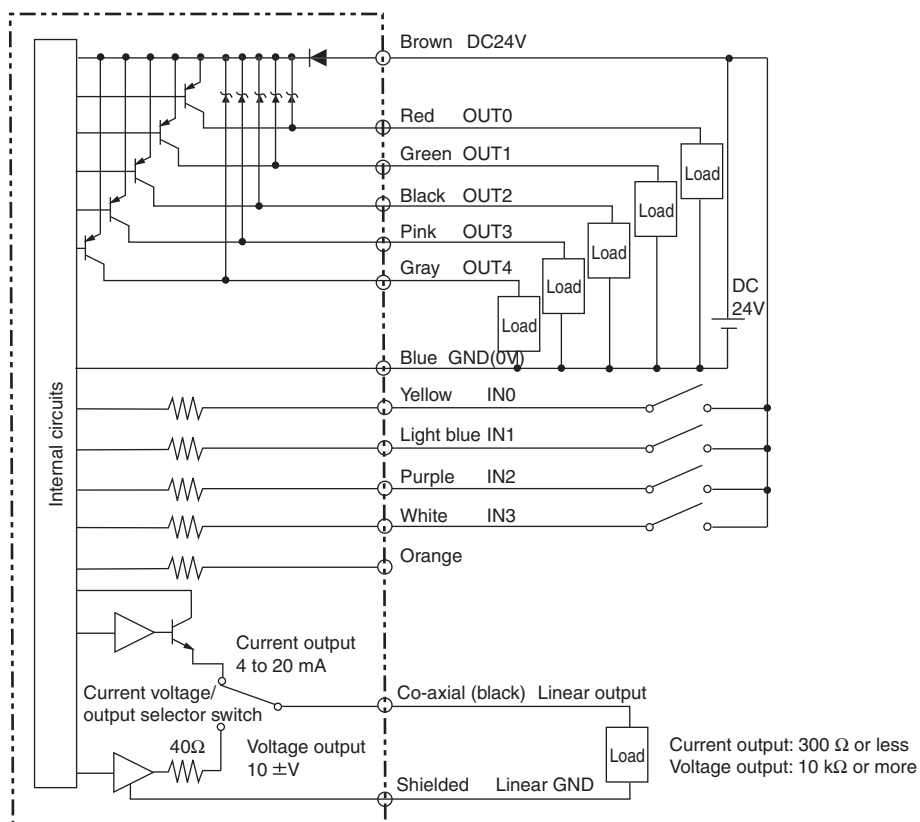 Brown DC24V
Red OUT0
Green OUT1
Black OUT2
Pink OUT3
Gray OUT4
Load
Load
Load
Load
Load
DC
24V
Blue GND(0V)
Internal circuits
Yellow IN0
Light blue IN1
Purple IN2
White IN3
Orange
Current output
4 to 20 mA
Current voltage/
output selector switch
Co-axial (black) Linear output
40Ω
Voltage output
10 ±V
Load
Current output: 300 Ω or less
Voltage output: 10 kΩ or more
Shielded Linear GND